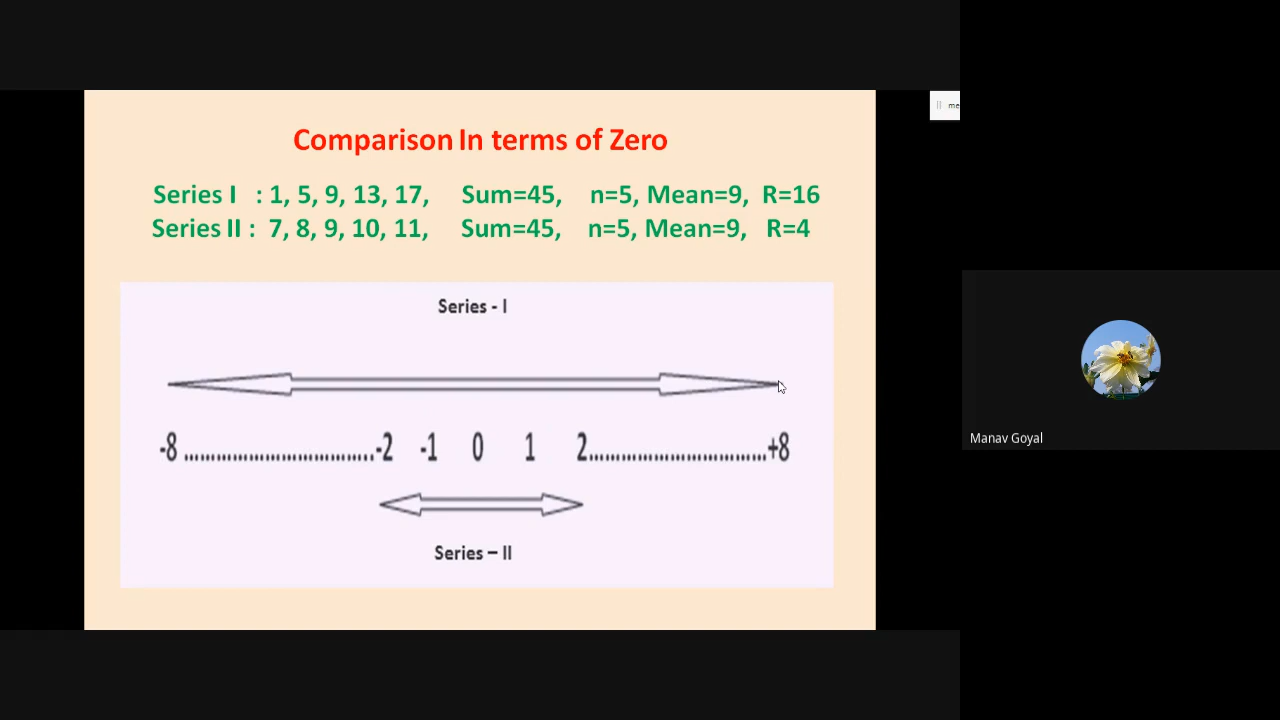 Comparison In terms of Zero
Series I : 1, 5, 9, 13, 17, Sum=45, n=5, Mean=9, R=16
Series II : 7, 8, 9, 10, 11, Sum=45, n=5, Mean=9, R=4
Series - I
-8 ...................................-2 -1 0 1 2.................................+8
Series – II
me
Manav Goyal